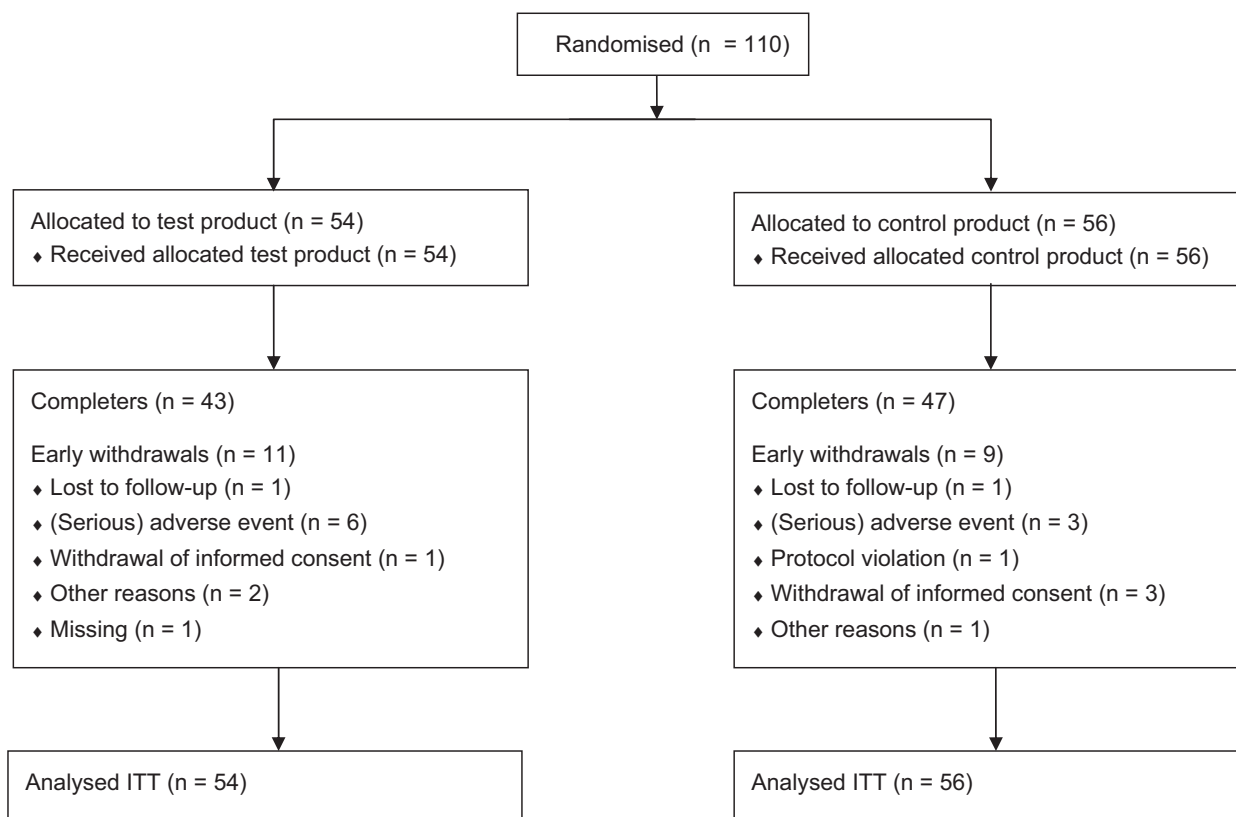 Randomised (n = 110)
Allocated to test product (n = 54)
♦ Received allocated test product (n = 54)
Allocated to control product (n = 56)
♦ Received allocated control product (n = 56)
Completers (n = 43)
Early withdrawals (n = 11)
♦ Lost to follow-up (n = 1)
♦ (Serious) adverse event (n = 6)
♦ Withdrawal of informed consent (n = 1)
♦ Other reasons (n = 2)
♦ Missing (n = 1)
Completers (n = 47)
Early withdrawals (n = 9)
♦ Lost to follow-up (n = 1)
♦ (Serious) adverse event (n = 3)
♦ Protocol violation (n = 1)
♦ Withdrawal of informed consent (n = 3)
♦ Other reasons (n = 1)
Analysed ITT (n = 54)
Analysed ITT (n = 56)